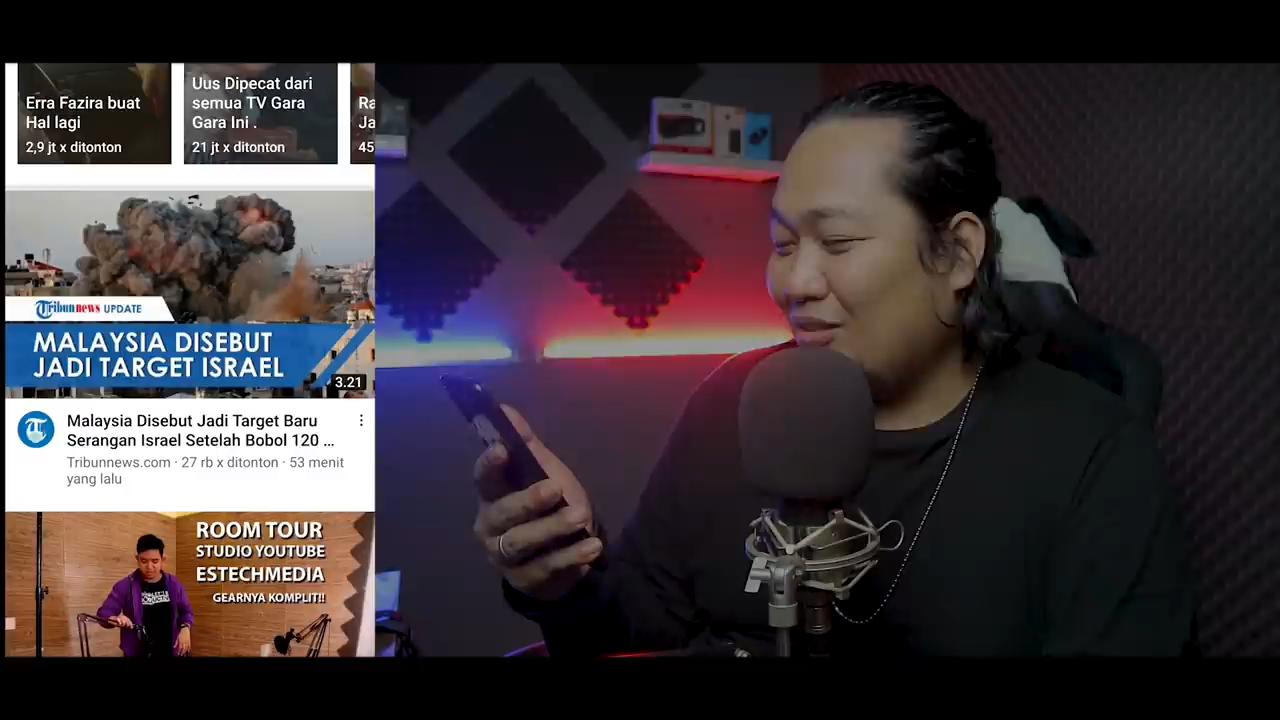 Erra Fazira buat
Hal lagi
2,9 jt x ditonton
Uus Dipecat dari
semua TV Gara
Gara Ini .
21 jt x ditonton
Ra
Ja
45
Tribunnews UPDATE
MALAYSIA DISEBUT
JADI TARGET ISRAEL
3.21
Malaysia Disebut Jadi Target Baru
Serangan Israel Setelah Bobol 120 ...
Tribunnews.com · 27 rb x ditonton · 53 menit
yang lalu
ROOM TOUR
STUDIO YOUTUBE
ESTECHMEDIA
GEARNYA KOMPLIT!!